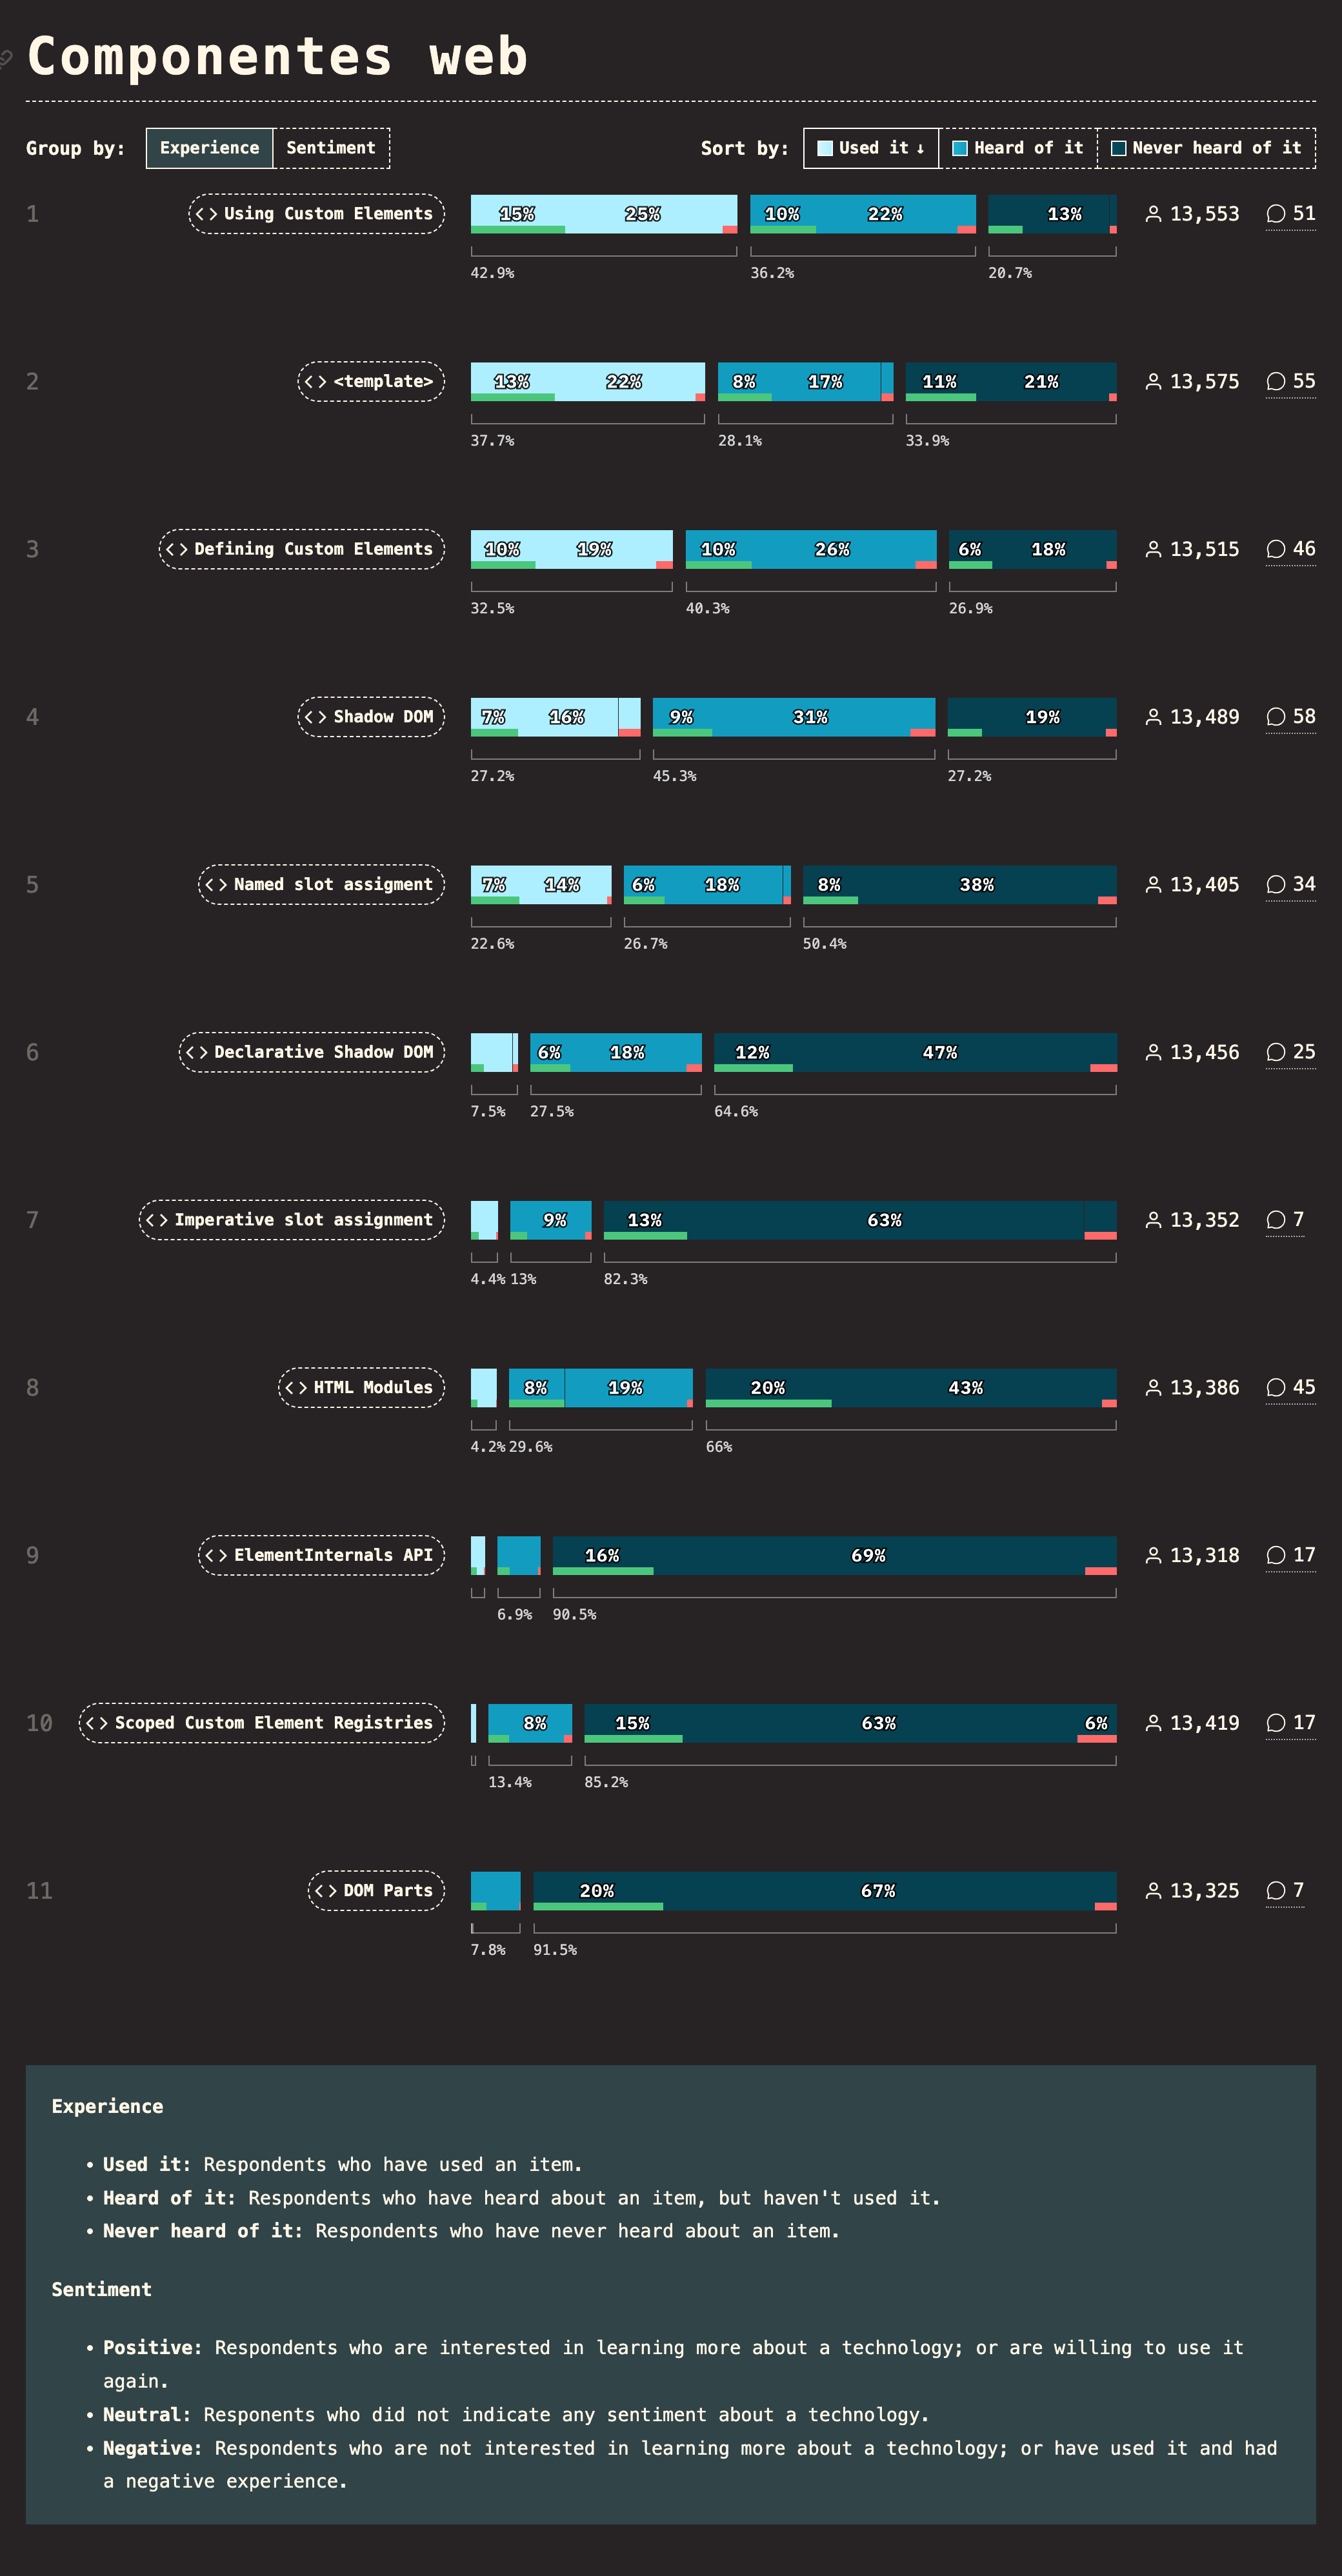 Componentes web
Group by: Experience Sentiment Sort by: Used it ↓ Heard of it Never heard of it
1 <> Using Custom Elements 15% 25% 10% 22% 13% 13,553 51
42.9% 36.2% 20.7%
2 <> <template> 13% 22% 8% 17% 11% 21% 13,575 55
37.7% 28.1% 33.9%
3 <> Defining Custom Elements 10% 19% 10% 26% 6% 18% 13,515 46
32.5% 40.3% 26.9%
4 <> Shadow DOM 7% 16% 9% 31% 19% 13,489 58
27.2% 45.3% 27.2%
5 <> Named slot assigment 7% 14% 6% 18% 8% 38% 13,405 34
22.6% 26.7% 50.4%
6 <> Declarative Shadow DOM 6% 18% 12% 47% 13,456 25
7.5% 27.5% 64.6%
7 <> Imperative slot assignment 9% 13% 63% 13,352 7
4.4% 13% 82.3%
8 <> HTML Modules 8% 19% 20% 43% 13,386 45
4.2% 29.6% 66%
9 <> ElementInternals API 16% 69% 13,318 17
6.9% 90.5%
10 <> Scoped Custom Element Registries 8% 15% 63% 6% 13,419 17
13.4% 85.2%
11 <> DOM Parts 20% 67% 13,325 7
7.8% 91.5%
Experience
• Used it: Respondents who have used an item.
• Heard of it: Respondents who have heard about an item, but haven't used it.
• Never heard of it: Respondents who have never heard about an item.
Sentiment
• Positive: Respondents who are interested in learning more about a technology; or are willing to use it
again.
• Neutral: Responents who did not indicate any sentiment about a technology.
• Negative: Respondents who are not interested in learning more about a technology; or have used it and had
a negative experience.